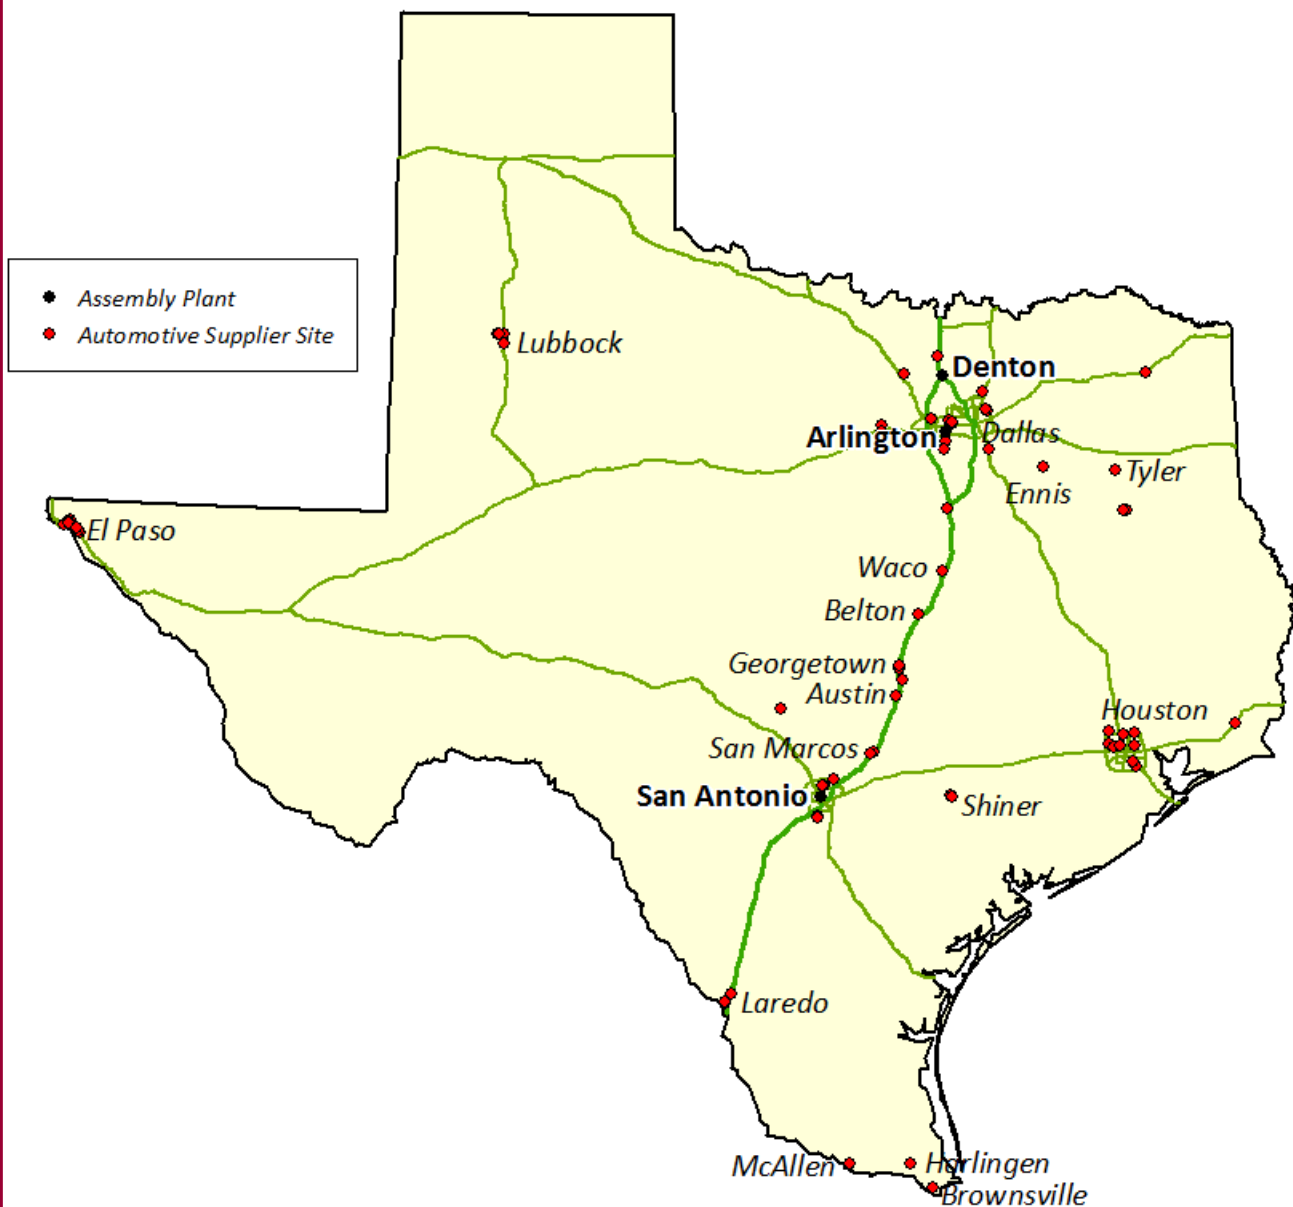 Assembly Plant
Automotive Supplier Site
Lubbock
Denton
Arlington
Dallas
Ennis
Tyler
El Paso
Waco
Belton
Georgetown
Austin
Houston
San Marcos
San Antonio
Shiner
Laredo
McAllen
Harlingen
Brownsville